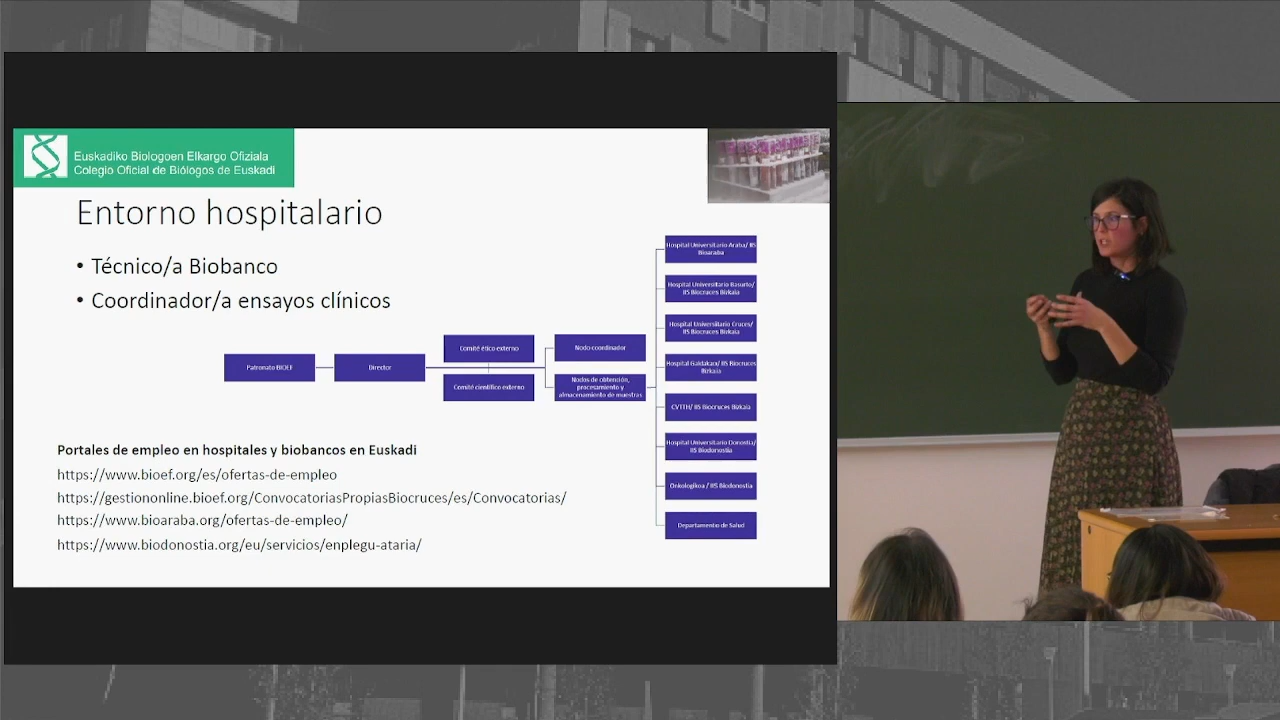 Euskadiko Biologoen Elkargo Ofiziala
Colegio Oficial de Biólogos de Euskadi
Entorno hospitalario
• Técnico/a Biobanco
• Coordinador/a ensayos clínicos
Patronato BIOEF
Director
Comité ético externo
Comité científico externo
Nodo coordinador
Nodos de obtención,
procesamiento y
almacenamiento de muestras
Hospital Universitario Araba/ IIS
Bioaraba
Hospital Universitario Basurto/
IIS Biocruces Bizkaia
Hospital Universitario Cruces/
IIS Biocruces Bizkaia
Hospital Galdakao/ IIS Biocruces
Bizkaia
CVTTH/ IIS Biocruces Bizkaia
Hospital Universitario Donostia/
IIS Biodonostia
Onkologikoa / IIS Biodonostia
Departamento de Salud
Portales de empleo en hospitales y biobancos en Euskadi
https://www.bioef.org/es/ofertas-de-empleo
https://gestiononline.bioef.org/ConvocatoriasPropiasBiocruces/es/Convocatorias/
https://www.bioaraba.org/ofertas-de-empleo/
https://www.biodonostia.org/eu/servicios/enplegu-ataria/